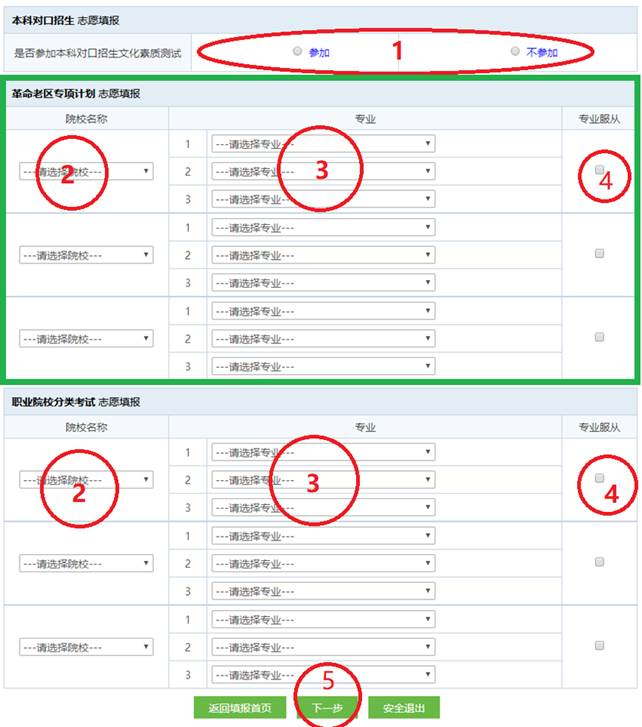 本科对口招生 志愿填报
是否参加本科对口招生文化素质测试 参加 1 不参加
革命老区专项计划 志愿填报
院校名称 专业 专业服从
1 ---请选择专业---
---请选择院校--- 2 2 ---请选择专业--- 3 4
3 ---请选择专业---
1 ---请选择专业---
---请选择院校--- 2 ---请选择专业---
3 ---请选择专业---
1 ---请选择专业---
---请选择院校--- 2 ---请选择专业---
3 ---请选择专业---
职业院校分类考试 志愿填报
院校名称 专业 专业服从
1 ---请选择专业---
---请选择院校--- 2 2 ---请选择专业--- 3 4
3 ---请选择专业---
1 ---请选择专业---
---请选择院校--- 2 ---请选择专业---
3 ---请选择专业---
1 ---请选择专业---
---请选择院校--- 2 ---请选择专业---
3 ---请选择专业---
5
返回填报首页 下一步 安全退出